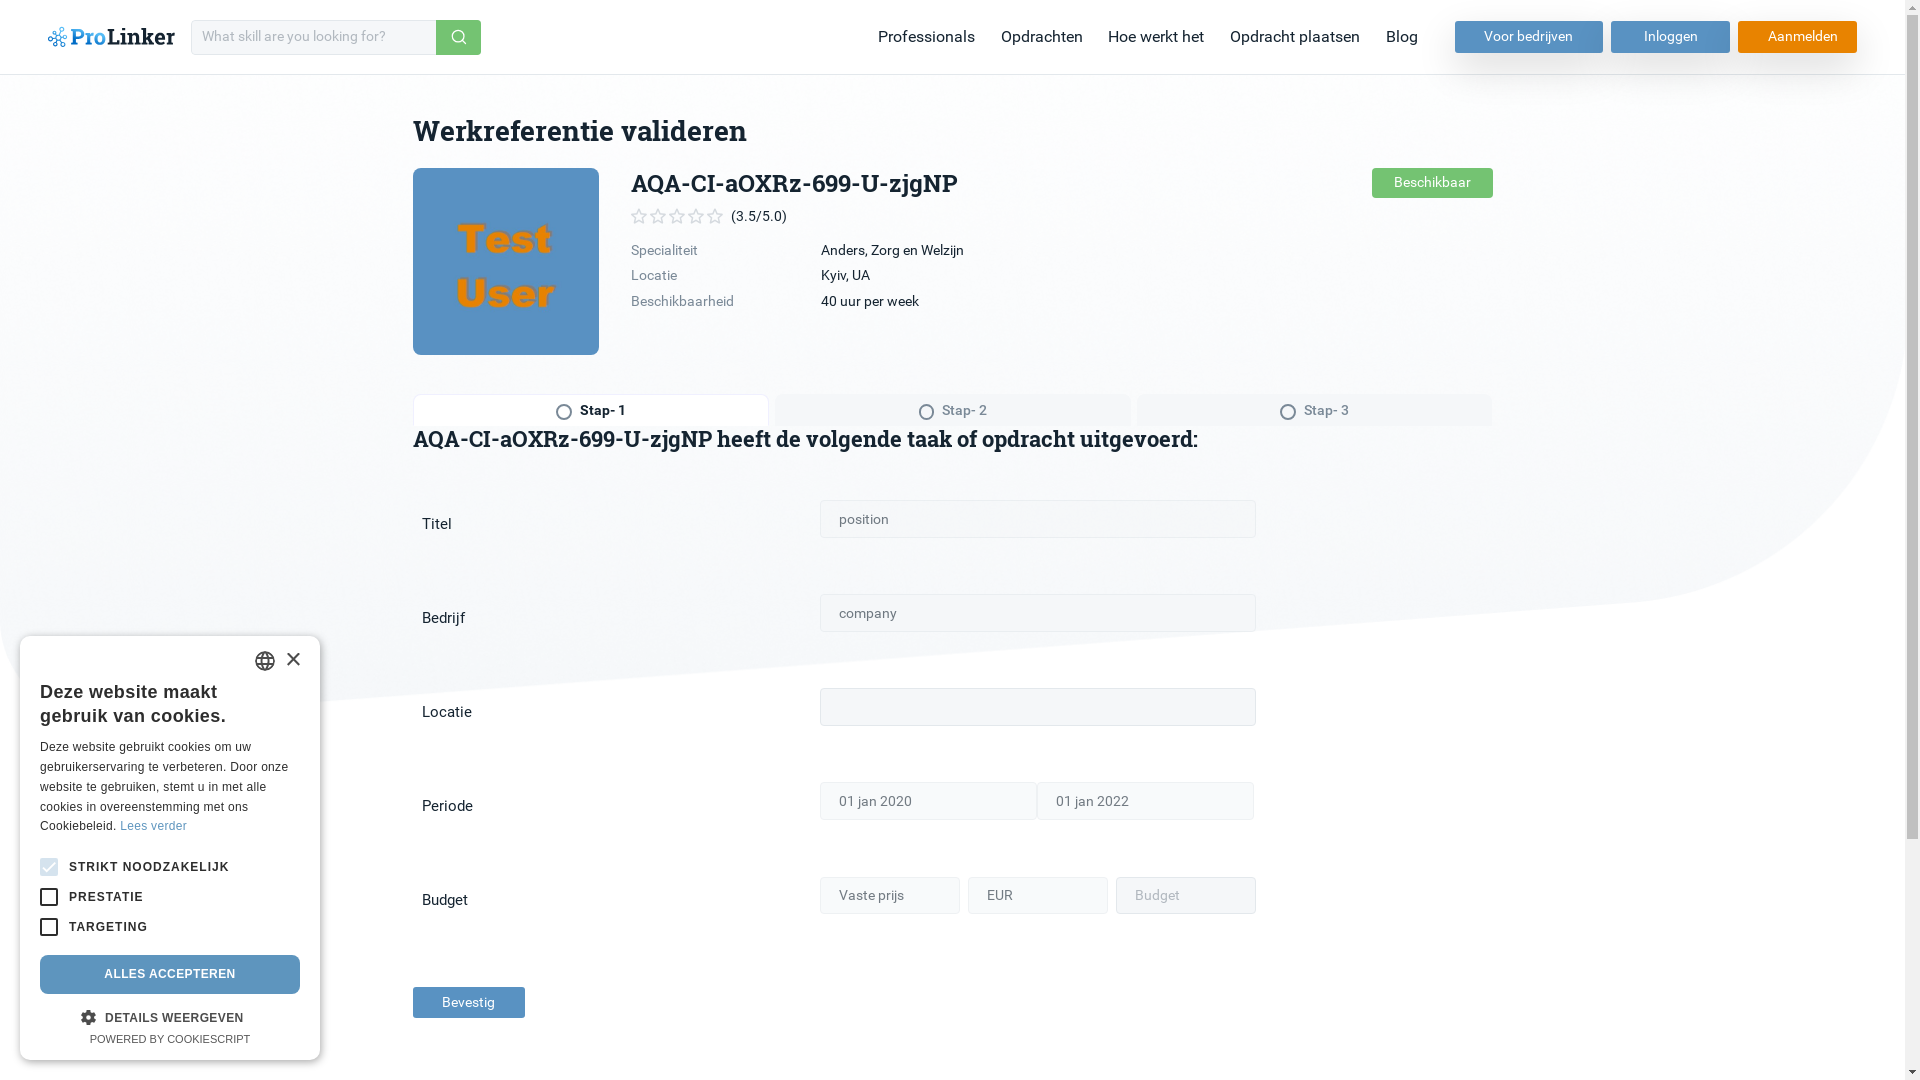 ProLinker
What skill are you looking for?
Professionals
Opdrachten
Hoe werkt het
Opdracht plaatsen
Blog
Voor bedrijven
Inloggen
Aanmelden
Werkreferentie valideren
Test
User
AQA-CI-aOXRz-699-U-zjgNP
Beschikbaar
(3.5/5.0)
Specialiteit Anders, Zorg en Welzijn
Locatie Kyiv, UA
Beschikbaarheid 40 uur per week
Stap- 1
Stap- 2
Stap- 3
AQA-CI-aOXRz-699-U-zjgNP heeft de volgende taak of opdracht uitgevoerd:
Titel position
Bedrijf company
Locatie
Periode 01 jan 2020 01 jan 2022
Budget Vaste prijs EUR Budget
Bevestig
×
Deze website maakt
gebruik van cookies.
Deze website gebruikt cookies om uw
gebruikerservaring te verbeteren. Door onze
website te gebruiken, stemt u in met alle
cookies in overeenstemming met ons
Cookiebeleid. Lees verder
STRIKT NOODZAKELIJK
PRESTATIE
TARGETING
ALLES ACCEPTEREN
DETAILS WEERGEVEN
POWERED BY COOKIESCRIPT